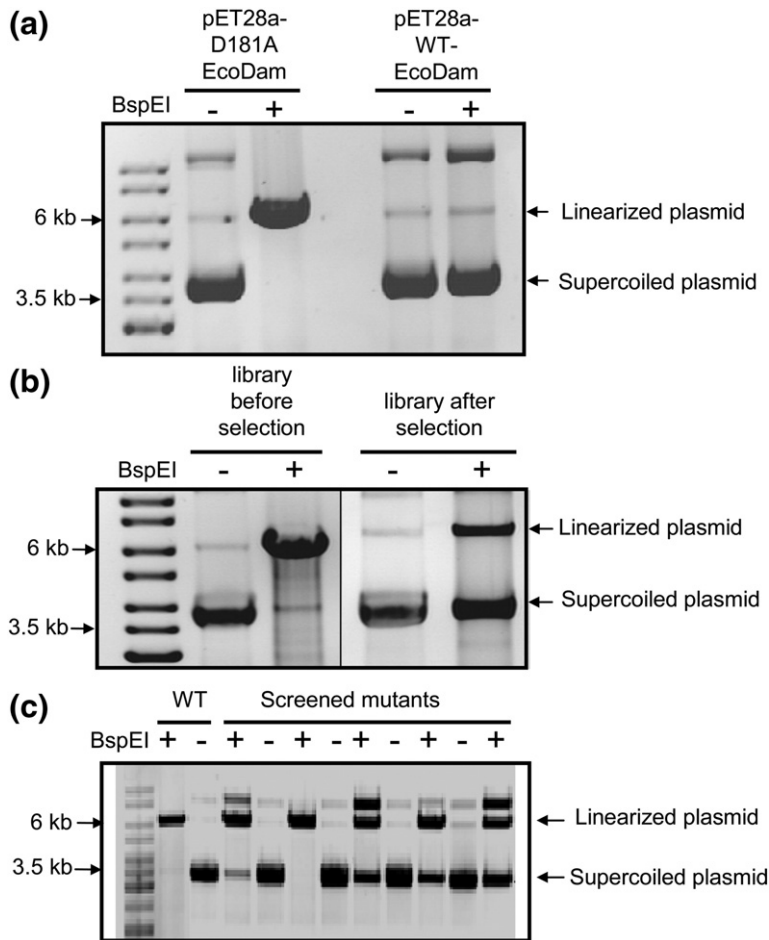 (a)
pET28a-
D181A
EcoDam
pET28a-
WT-
EcoDam
BspEI - + - +
6 kb
3.5 kb
Linearized plasmid
Supercoiled plasmid
(b)
library
before
selection
library after
selection
BspEI - + - +
6 kb
3.5 kb
Linearized plasmid
Supercoiled plasmid
(c)
WT Screened mutants
BspEI + - + - + - + - + - +
6 kb
3.5 kb
Linearized plasmid
Supercoiled plasmid